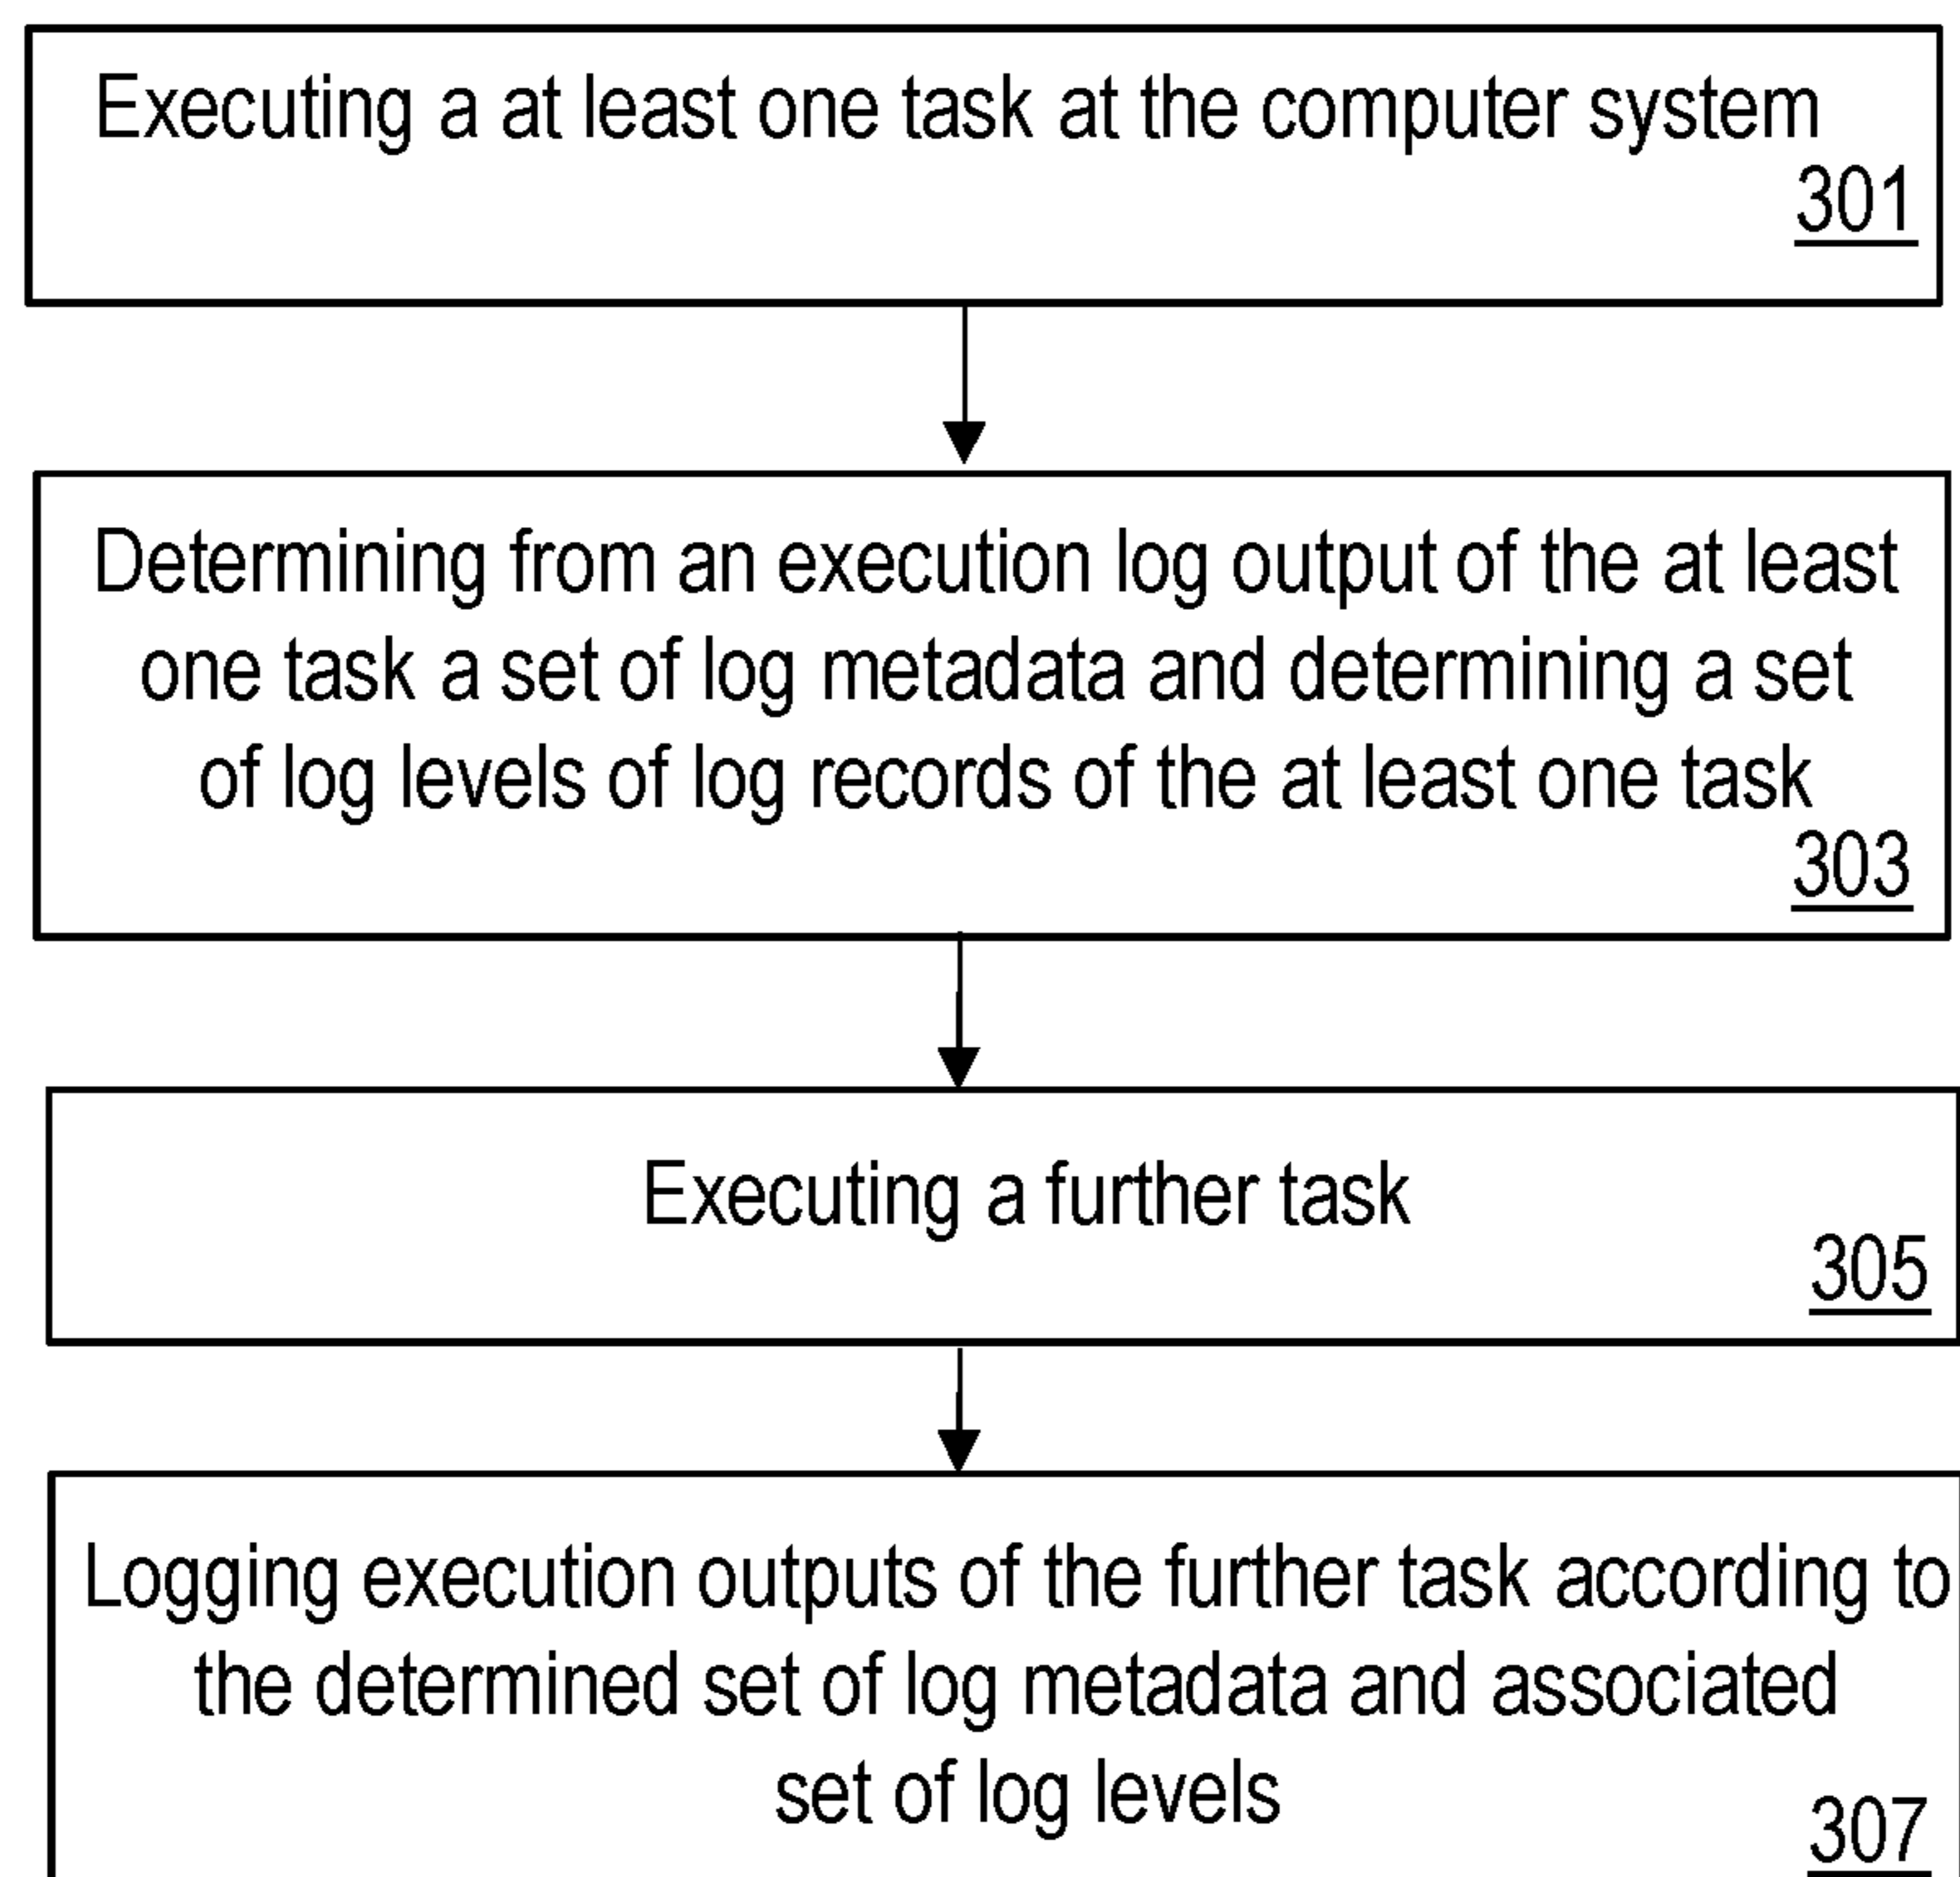 Executing a at least one task at the computer system
301
Determining from an execution log output of the at least
one task a set of log metadata and determining a set
of log levels of log records of the at least one task
303
Executing a further task
305
Logging execution outputs of the further task according to
the determined set of log metadata and associated
set of log levels
307